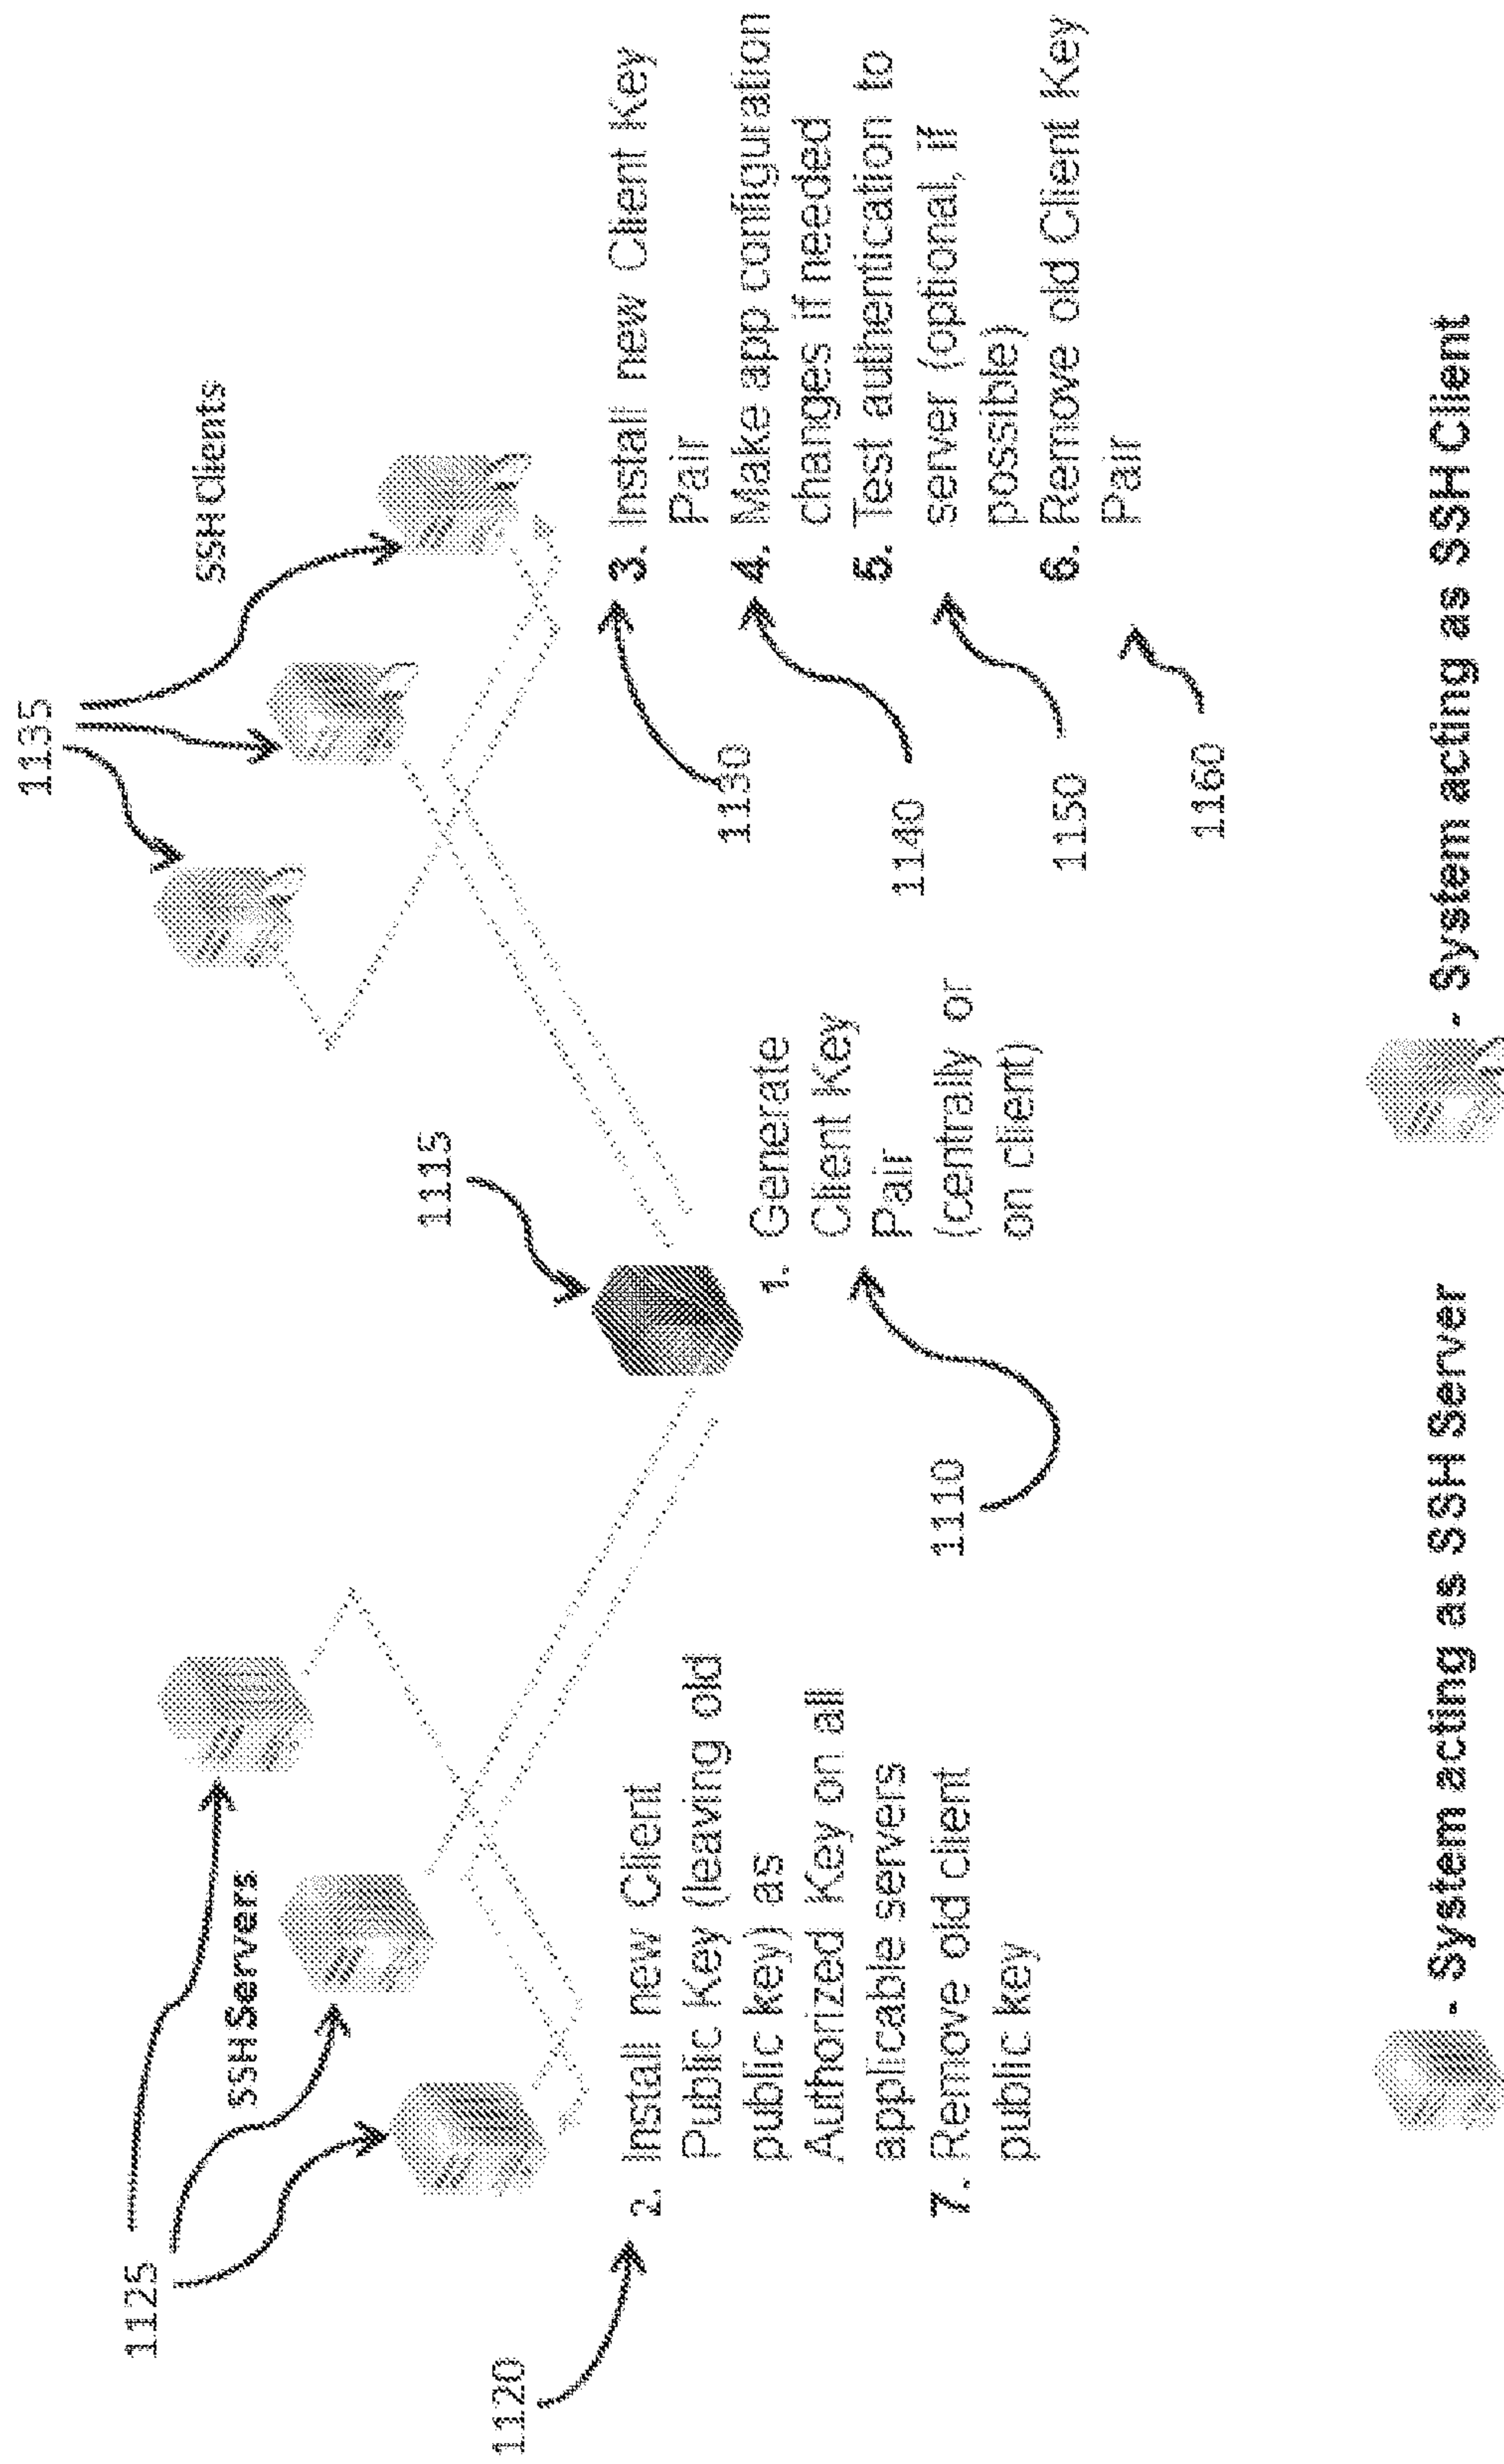 1125
SSH Servers
1135
SSH Clients
1115
1120
2. Install new Client
Public Key (leaving old
public key) as
Authorized Key on all
applicable servers
7. Remove old client
public key
1110
1. Generate
Client Key
Pair
(centrally or
on client)
1130
1140
1150
1160
3. Install new Client Key
Pair
4. Make app configuration
changes if needed
5. Test authentication to
server (optional, if
possible)
6. Remove old Client Key
Pair
- System acting as SSH Server
- System acting as SSH Client